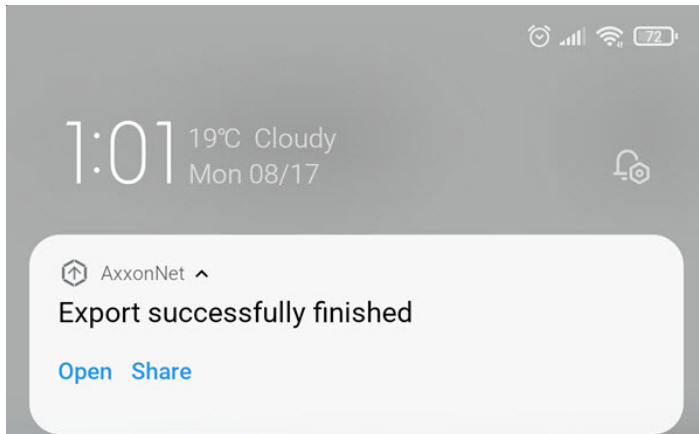 72
1:01
19°C Cloudy
Mon 08/17
AxxonNet
Export successfully finished
Open Share